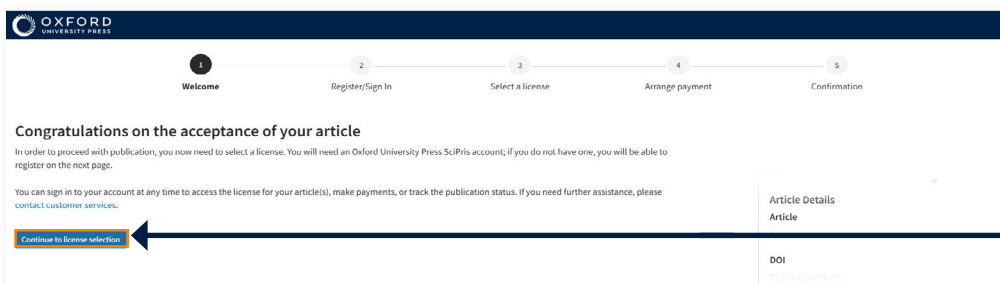 OXFORD
UNIVERSITY PRESS
1
2
3
4
5
Welcome
Register/Sign In
Select a license
Arrange payment
Confirmation
Congratulations on the acceptance of your article
In order to proceed with publication, you now need to select a license. You will need an Oxford University Press SciPris account; if you do not have one, you will be able to
register on the next page.
You can sign in to your account at any time to access the license for your article(s), make payments, or track the publication status. If you need further assistance, please
contact customer services.
Continue to license selection
Article Details
Article
DOI